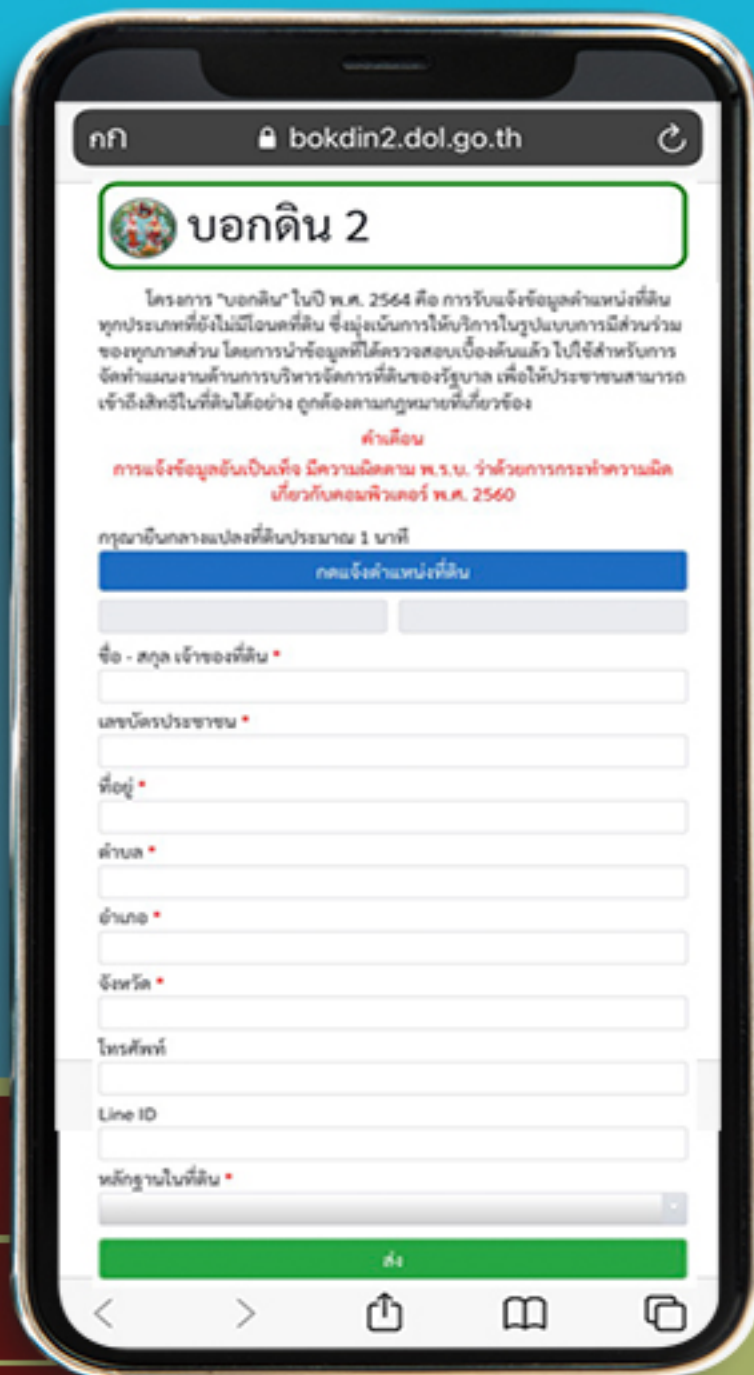 กก bokdin2.dol.go.th
บอกดิน 2
โครงการ "บอกดิน" ในปี พ.ศ. 2564 คือ การรับแจ้งข้อมูลตำแหน่งที่ดิน
ทุกประเภทที่ยังไม่มีโฉนดที่ดิน ซึ่งมุ่งเน้นการให้บริการในรูปแบบการมีส่วนร่วม
ของทุกภาคส่วน โดยการนำข้อมูลที่ได้ตรวจสอบเบื้องต้นแล้ว ไปใช้สำหรับการ
จัดทำแผนงานด้านการบริหารจัดการที่ดินของรัฐบาล เพื่อให้ประชาชนสามารถ
เข้าถึงสิทธิในที่ดินได้อย่าง ถูกต้องตามกฎหมายที่เกี่ยวข้อง
คำเตือน
การแจ้งข้อมูลอันเป็นเท็จ มีความผิดตาม พ.ร.บ. ว่าด้วยการกระทำความผิด
เกี่ยวกับคอมพิวเตอร์ พ.ศ. 2560
กรุณายืนกลางแปลงที่ดินประมาณ 1 นาที
กดแจ้งตำแหน่งที่ดิน
ชื่อ - สกุล เจ้าของที่ดิน *
เลขบัตรประชาชน *
ที่อยู่ *
ตำบล *
อำเภอ *
จังหวัด *
โทรศัพท์
Line ID
หลักฐานในที่ดิน *
ส่ง